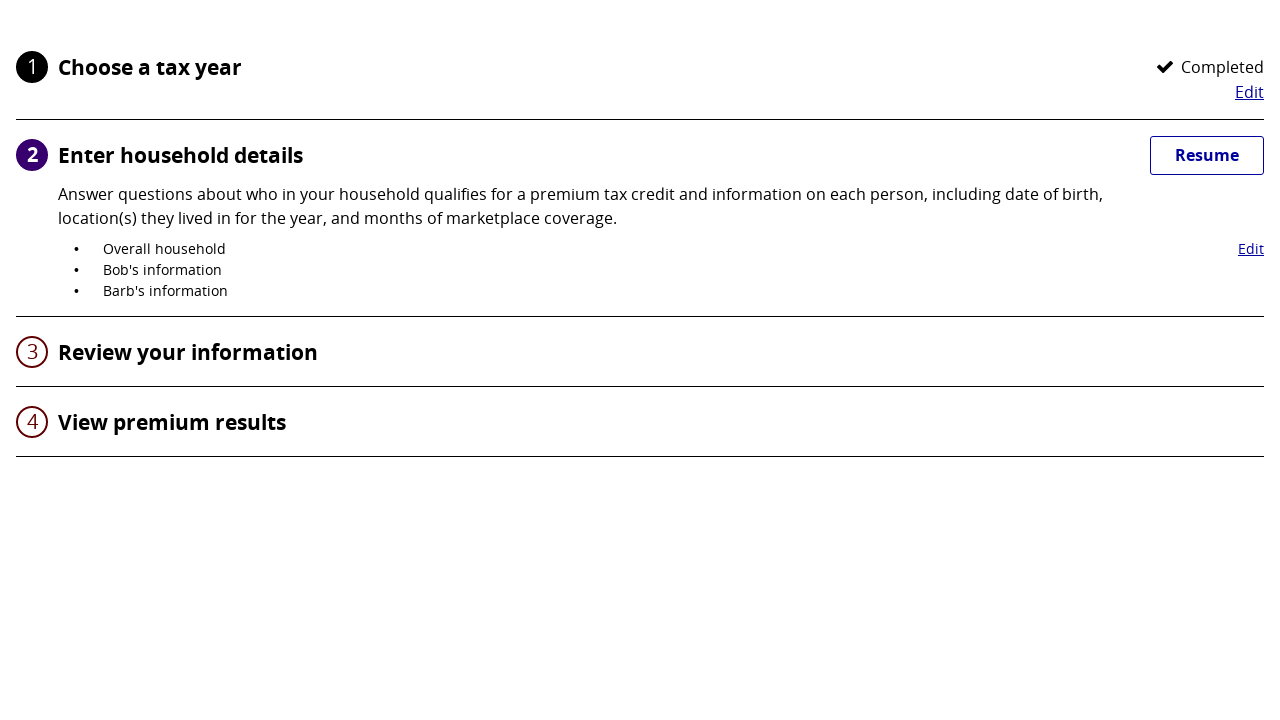 1 Choose a tax year
Completed
Edit
2 Enter household details
Resume
Answer questions about who in your household qualifies for a premium tax credit and information on each person, including date of birth,
location(s) they lived in for the year, and months of marketplace coverage.
• Overall household
Edit
• Bob's information
• Barb's information
3 Review your information
4 View premium results